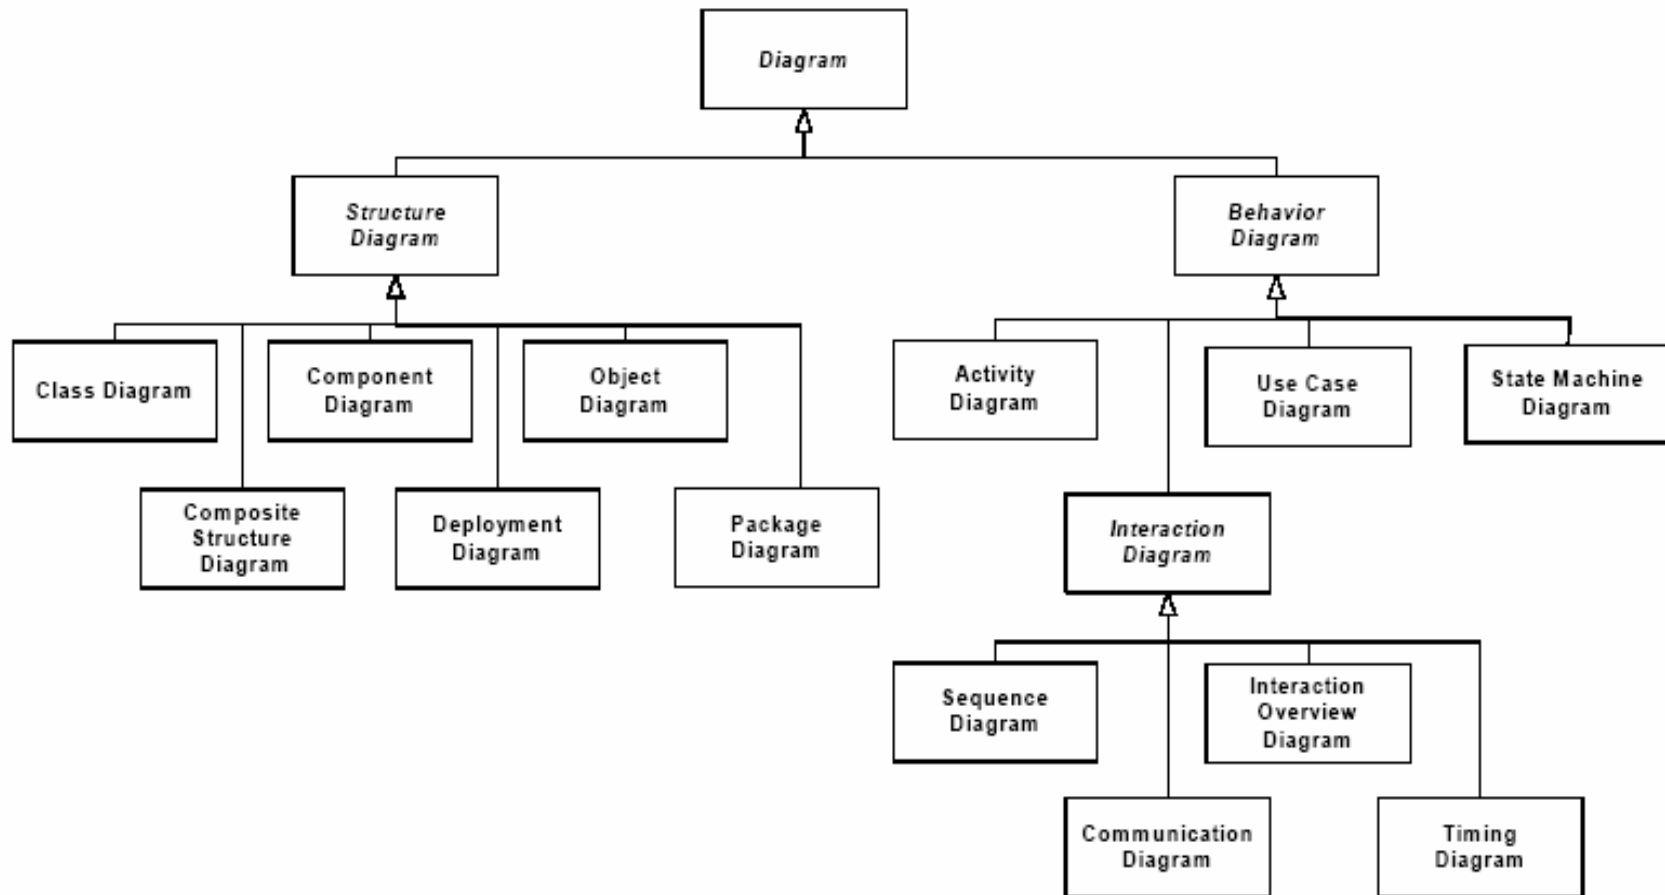 Diagram
Structure
Diagram
Behavior
Diagram
Class Diagram
Component
Diagram
Object
Diagram
Activity
Diagram
Use Case
Diagram
State Machine
Diagram
Composite
Structure
Diagram
Deployment
Diagram
Package
Diagram
Interaction
Diagram
Sequence
Diagram
Interaction
Overview
Diagram
Communication
Diagram
Timing
Diagram